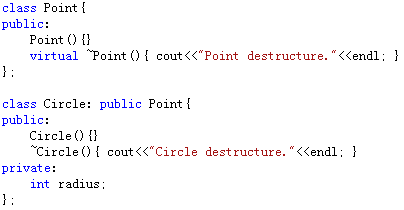 class Point{
public:
    Point(){}
    virtual ~Point(){ cout<<"Point destructure."<<endl; }
};

class Circle: public Point{
public:
    Circle(){}
    ~Circle(){ cout<<"Circle destructure."<<endl; }
private:
    int radius;
};